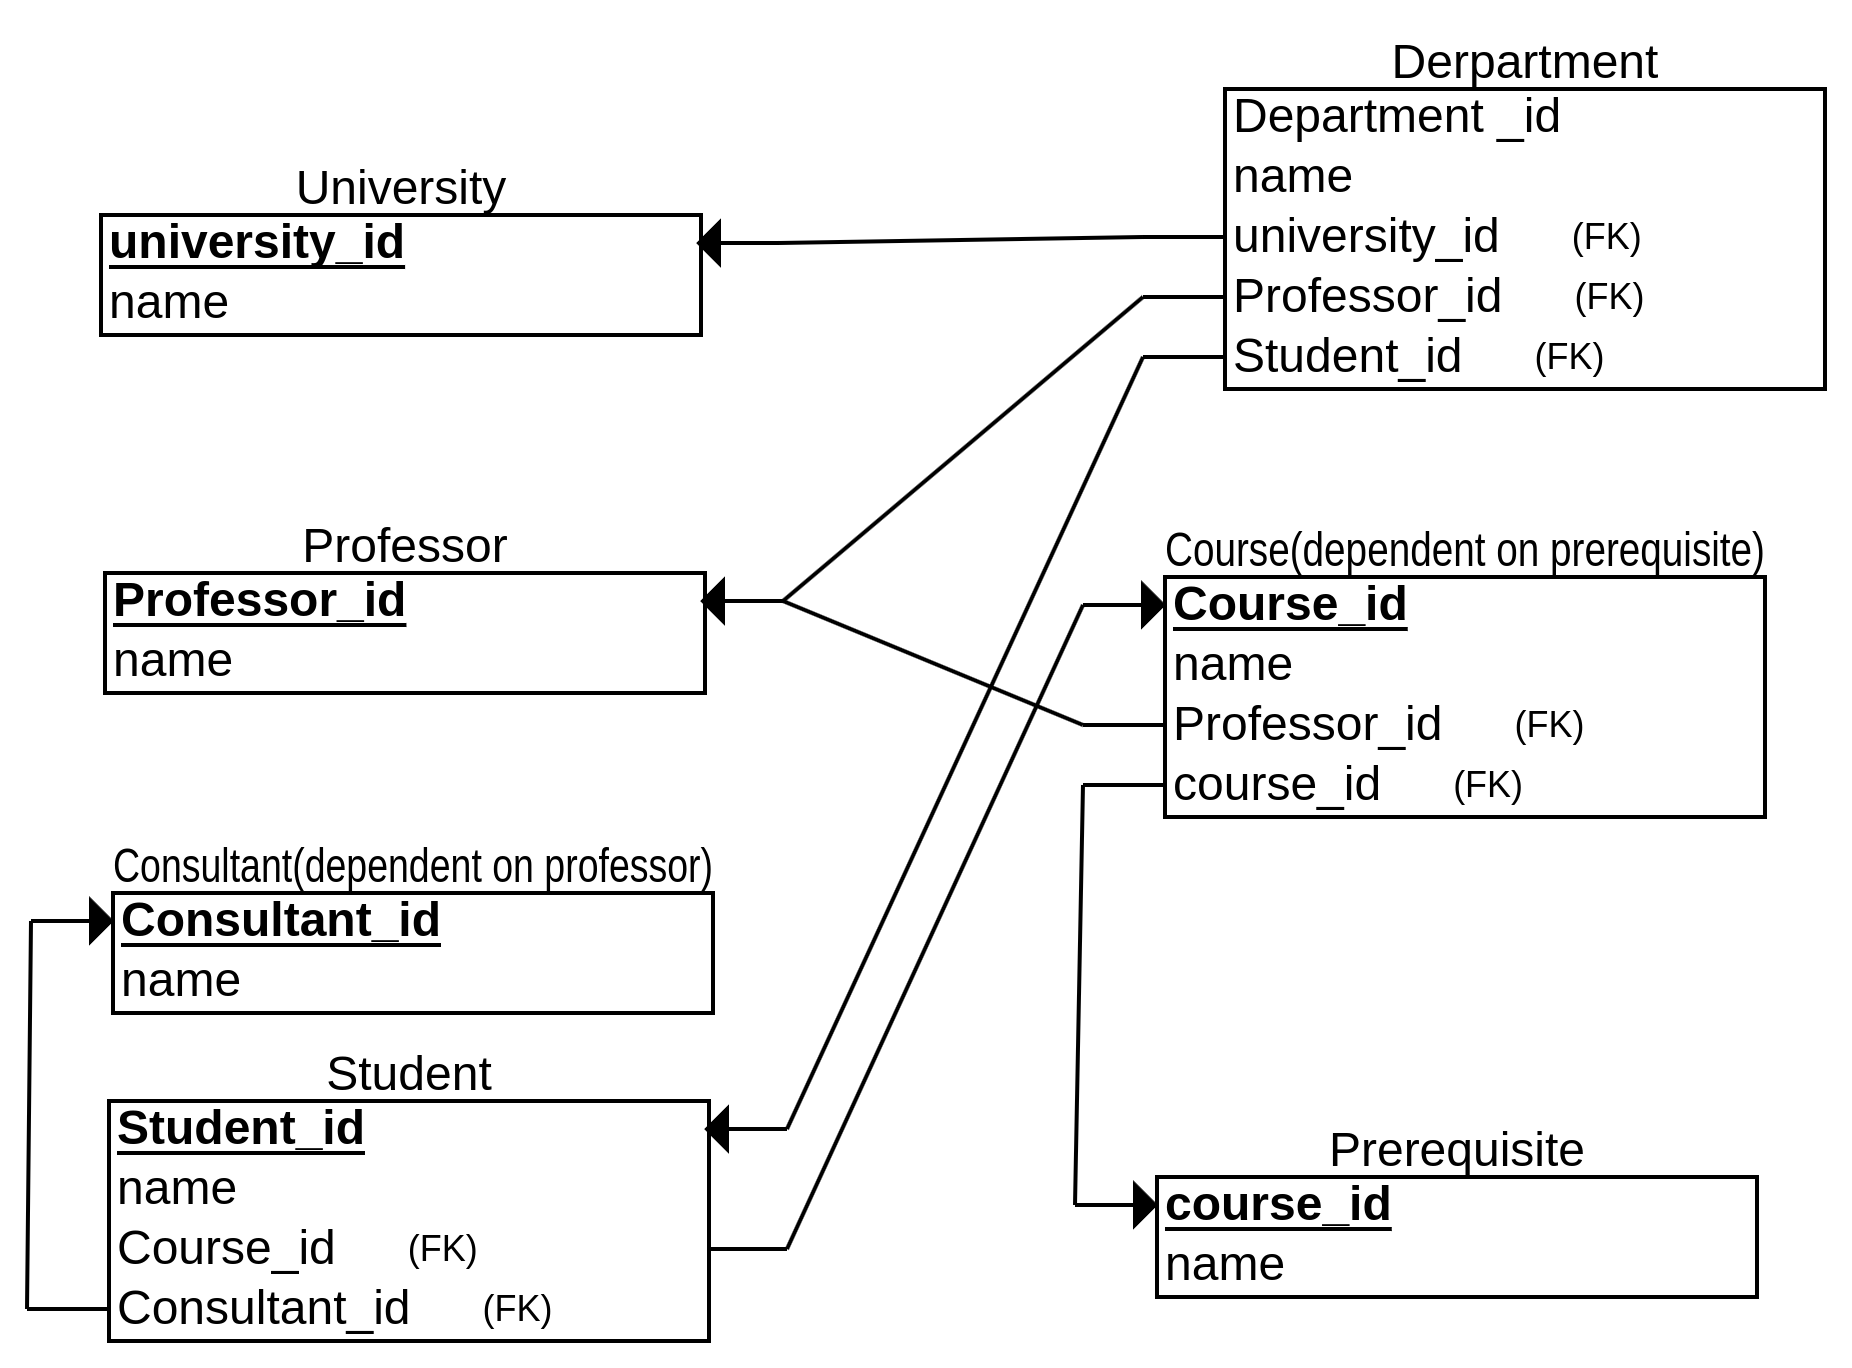 Derpartment
Department _id
name
university_id (FK)
Professor_id (FK)
Student_id (FK)
University
university_id
name
Professor
Professor_id
name
Course(dependent on prerequisite)
Course_id
name
Professor_id (FK)
course_id (FK)
Consultant(dependent on professor)
Consultant_id
name
Student
Student_id
name
Course_id (FK)
Consultant_id (FK)
Prerequisite
course_id
name